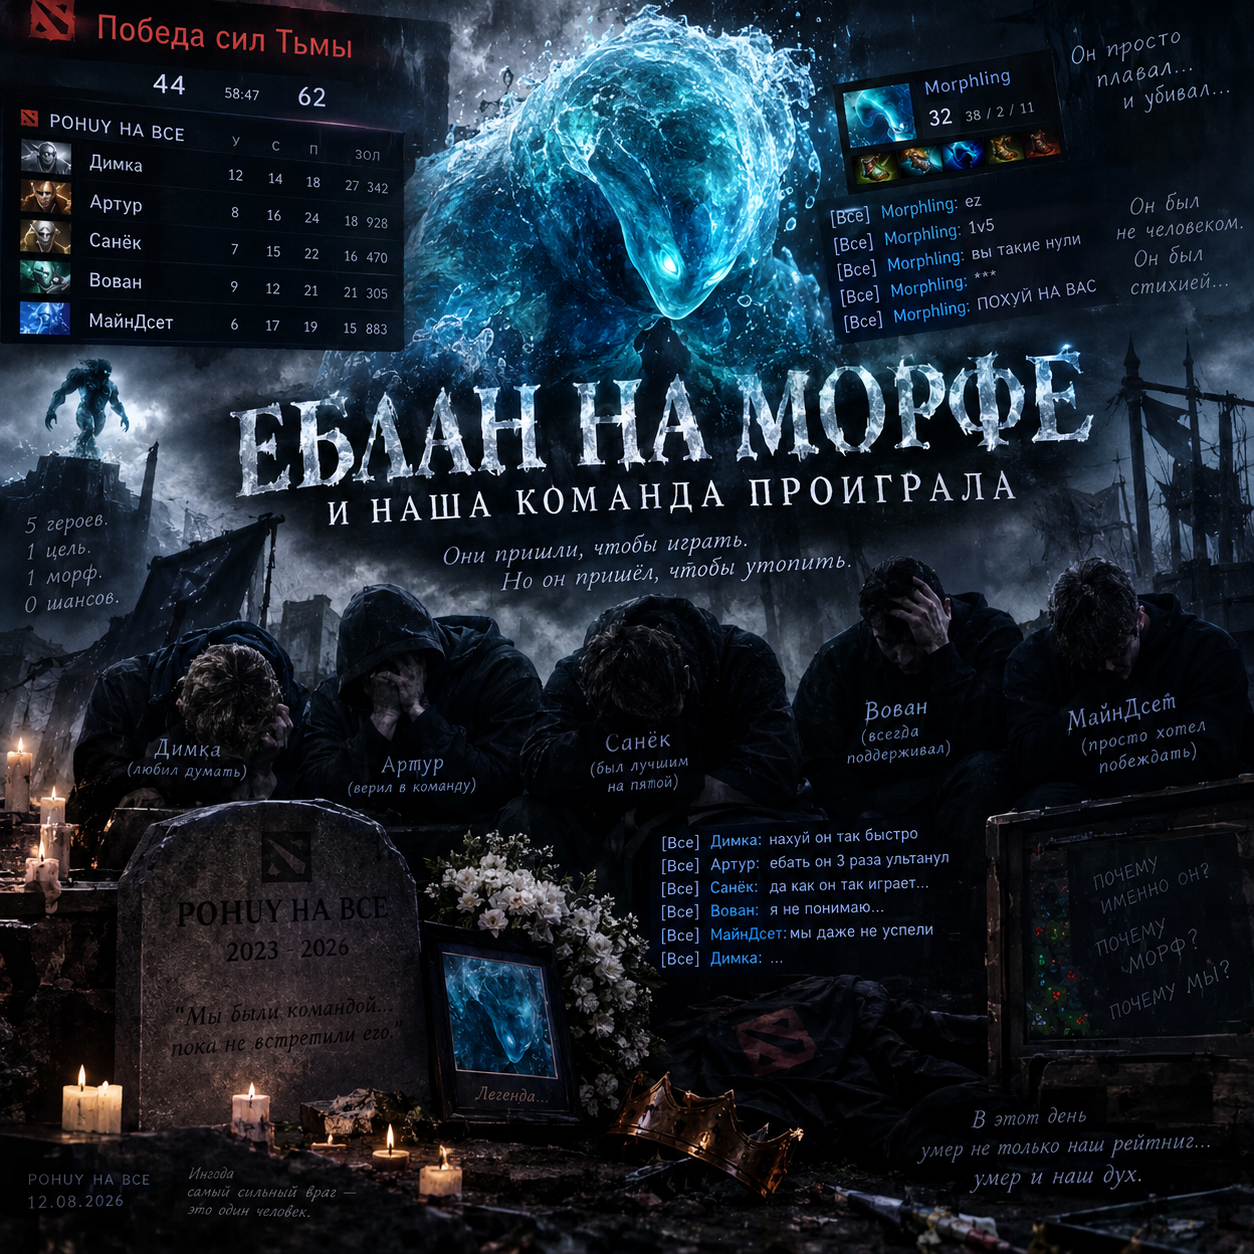 Победа сил Тьмы
44 58:47 62
POHUY НА ВСЕ У С П ЗОЛ
Димка 12 14 18 27 342
Артур 8 16 24 18 928
Санёк 7 15 22 16 470
Вован 9 12 21 21 305
МайнДсет 6 17 19 15 883
Morphling
32 38 / 2 / 11
Он просто
плавал...
и убивал...
[Все] Morphling: ez
[Все] Morphling: 1v5
[Все] Morphling: вы такие нули
[Все] Morphling: ***
[Все] Morphling: ПОХУЙ НА ВАС
Он был
не человеком.
Он был
стихией...
ЕБЛАН НА МОРФЕ
И НАША КОМАНДА ПРОИГРАЛА
Они пришли, чтобы играть.
Но он пришёл, чтобы утопить.
5 героев.
1 цель.
1 морф.
0 шансов.
Димка
(любил думать)
Артур
(верил в команду)
Санёк
(был лучшим
на пятой)
Вован
(всегда
поддерживал)
МайнДсет
(просто хотел
побеждать)
[Все] Димка: нахуй он так быстро
[Все] Артур: ебать он 3 раза ультанул
[Все] Санёк: да как он так играет...
[Все] Вован: я не понимаю...
[Все] МайнДсет: мы даже не успели
[Все] Димка: ...
POHUY НА ВСЕ
2023 - 2026
"Мы были командой...
пока не встретили его."
Легенда...
ПОЧЕМУ
ИМЕННО ОН?
ПОЧЕМУ
МОРФ?
ПОЧЕМУ МЫ?
В этот день
умер не только наш рейтниг...
умер и наш дух.
POHUY НА ВСЕ
12.08.2026
Ингода
самый сильный враг —
это один человек.